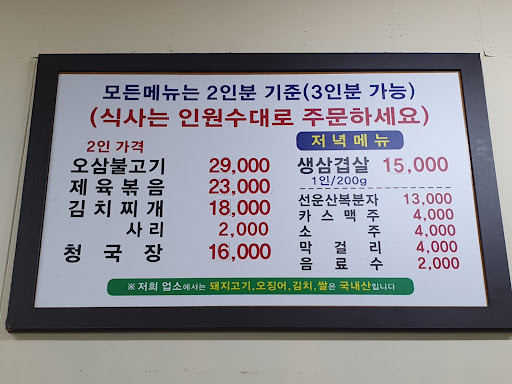 모든메뉴는 2인분 기준(3인분 가능)
(식사는 인원수대로 주문하세요)
2인 가격
오삼불고기 29,000
제육볶음 23,000
김치찌개 18,000
사리 2,000
청국장 16,000
저녁메뉴
생삼겹살 15,000
1인/200g
선운산복분자 13,000
카스맥주 4,000
소주 4,000
막걸리 4,000
음료수 2,000
※ 저희 업소에서는 돼지고기,오징어,김치,쌀은 국내산입니다